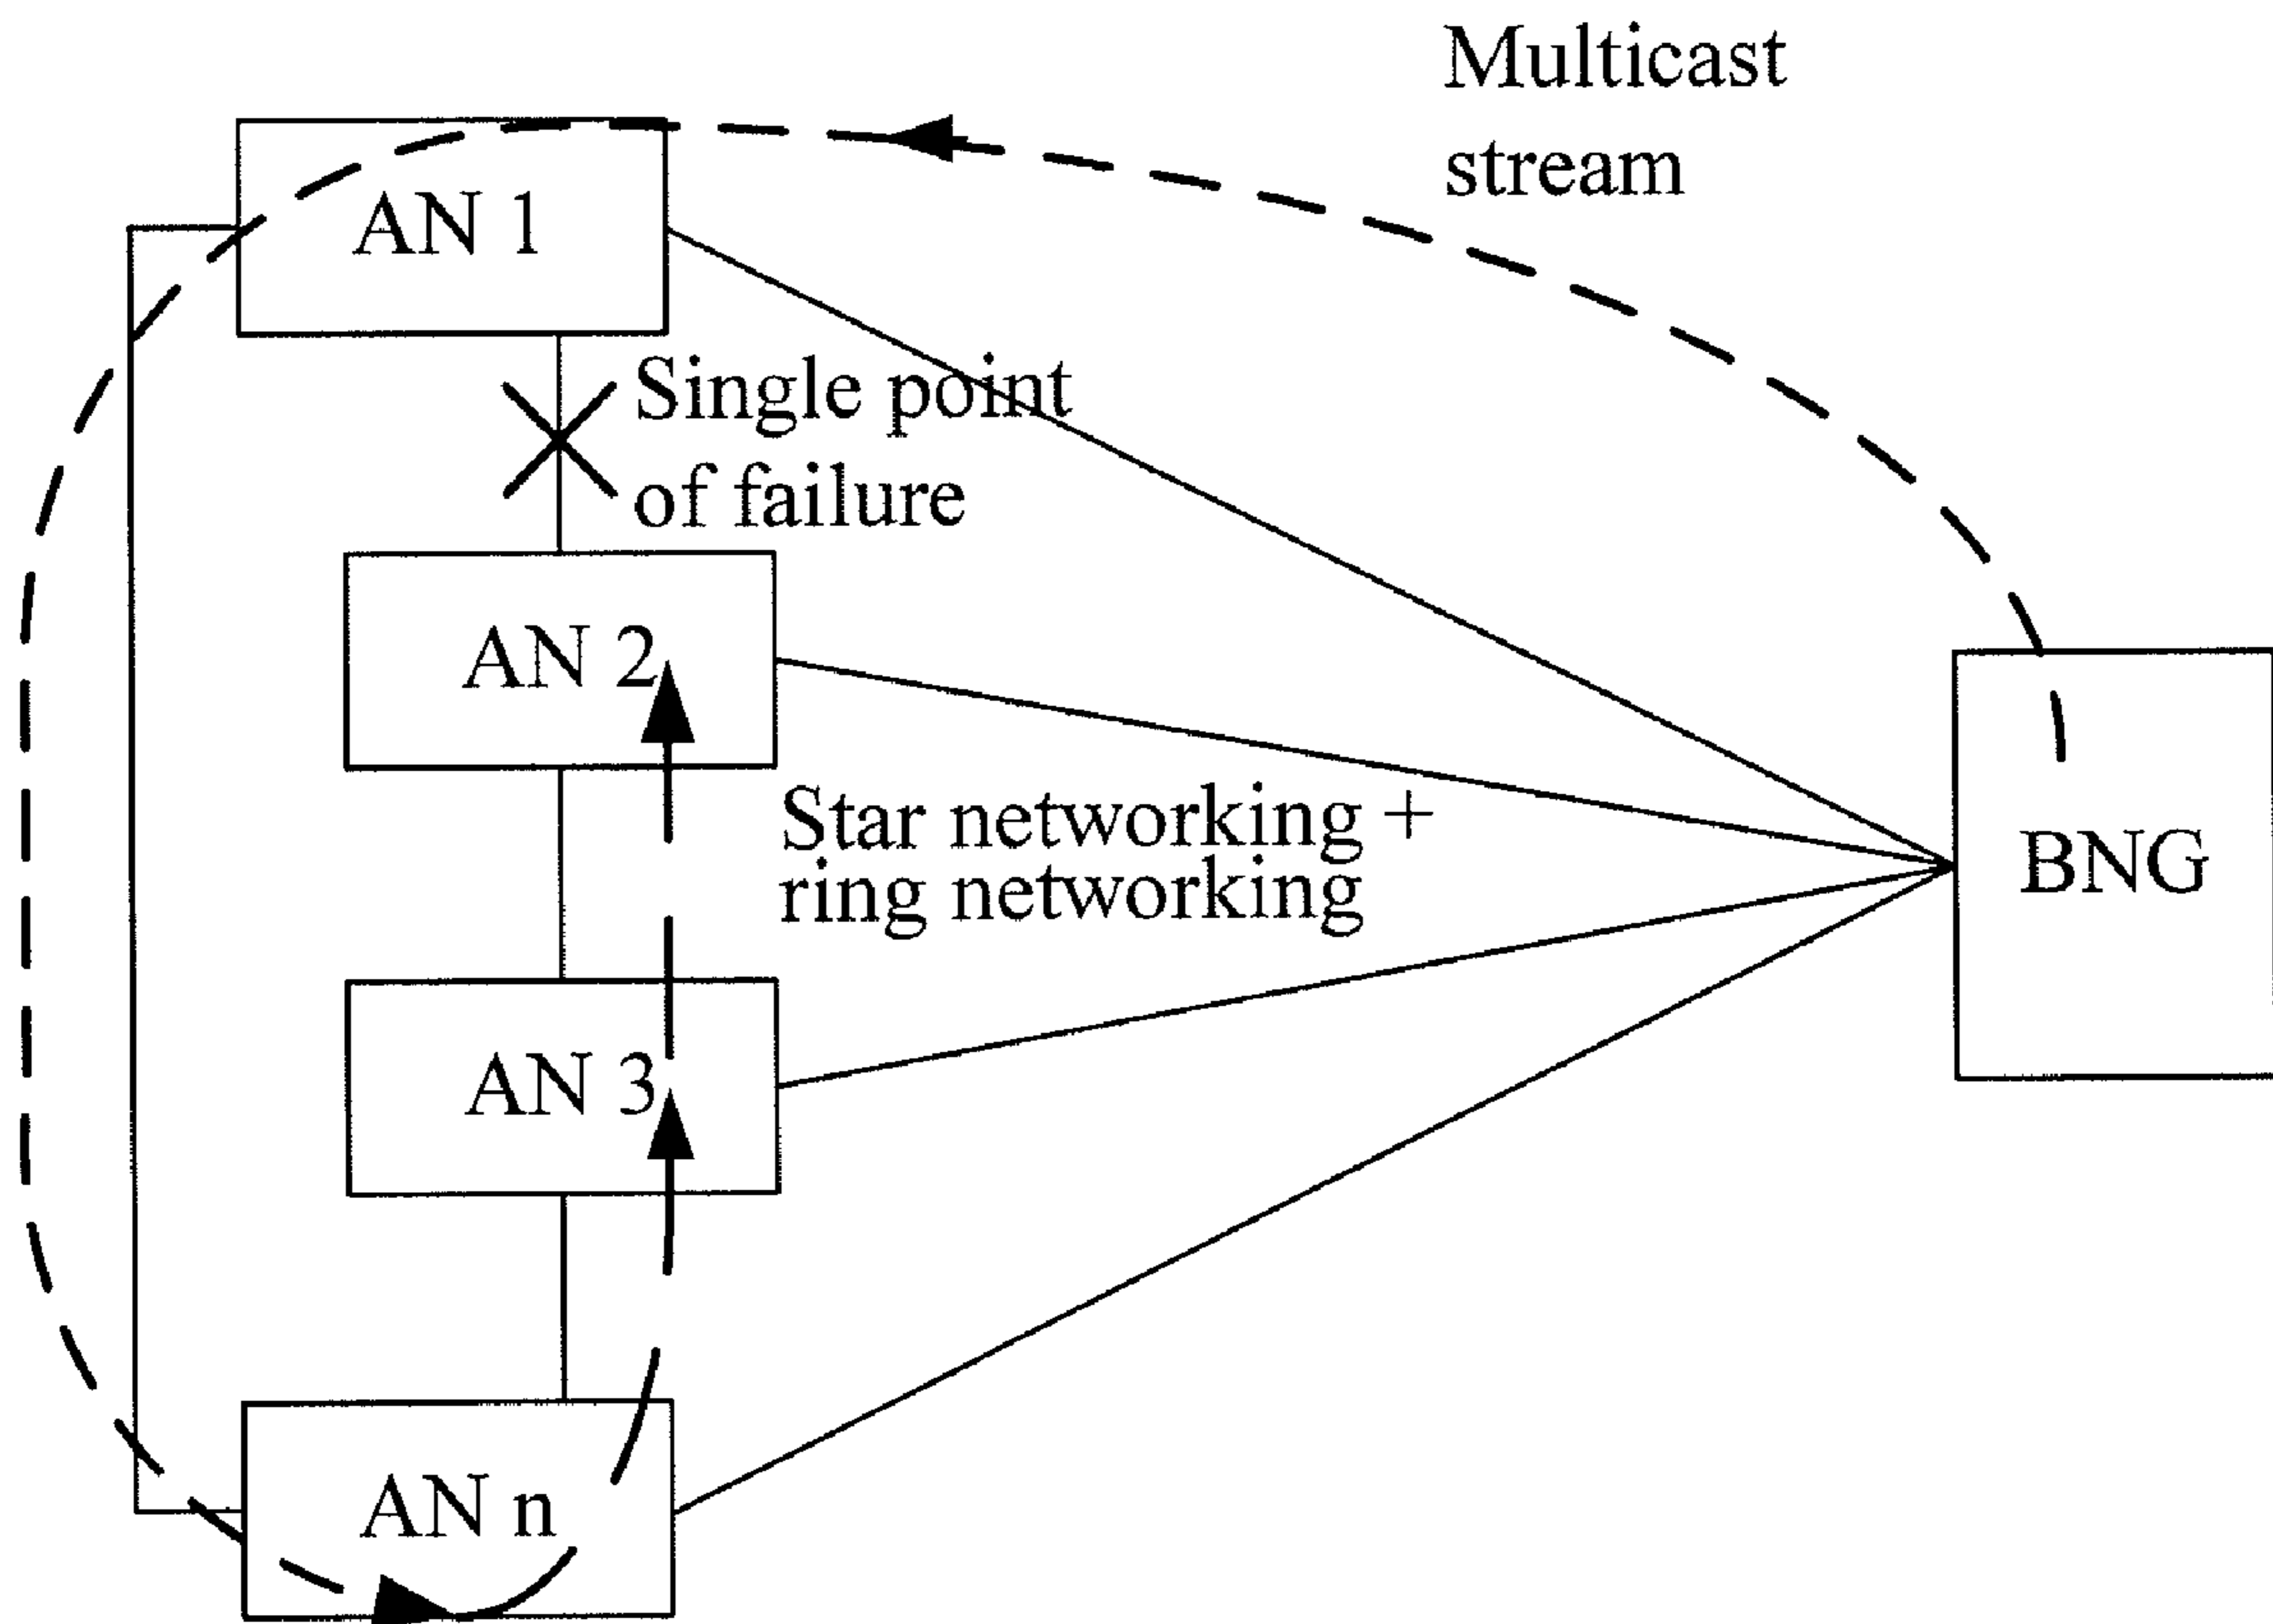 Multicast
stream
AN 1
Single point
of failure
AN 2
Star networking +
ring networking
BNG
AN 3
AN n